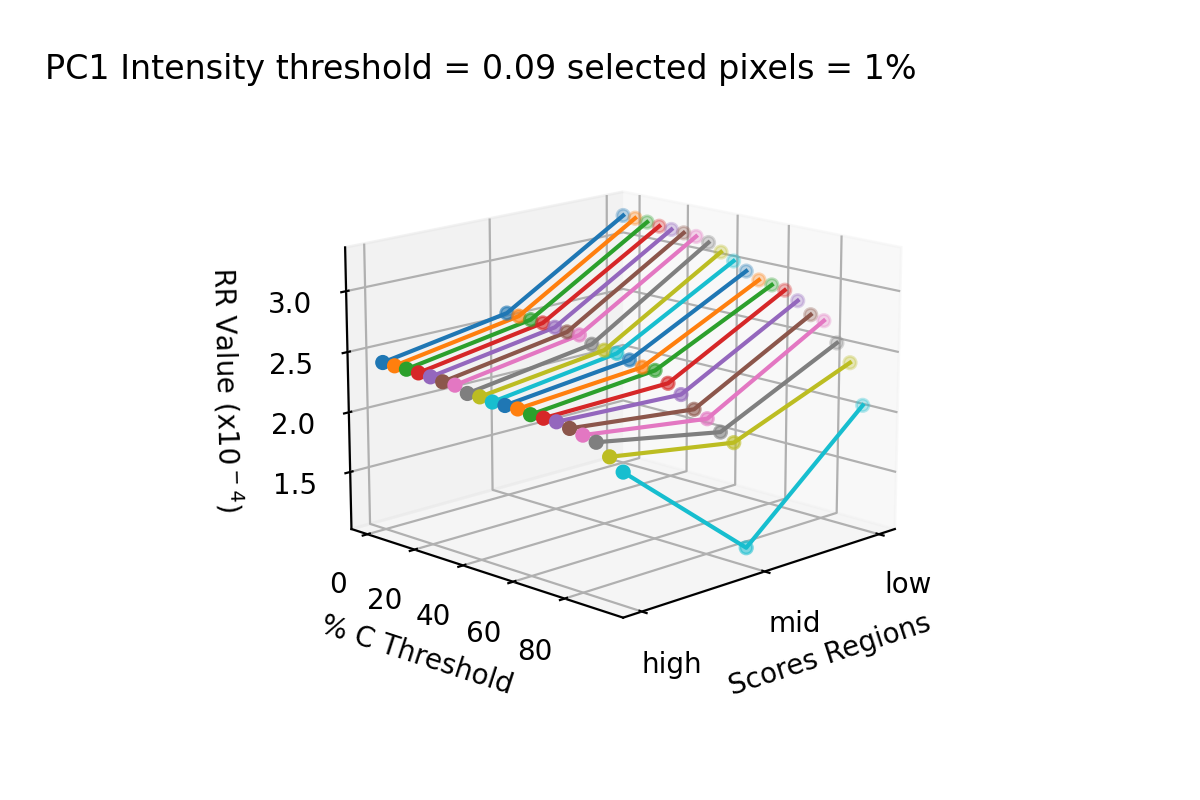 PC1 Intensity threshold = 0.09 selected pixels = 1%
RR Value (x10⁻⁴)
3.0
2.5
2.0
1.5
0
20
40
60
80
% C Threshold
high
mid
low
Scores Regions